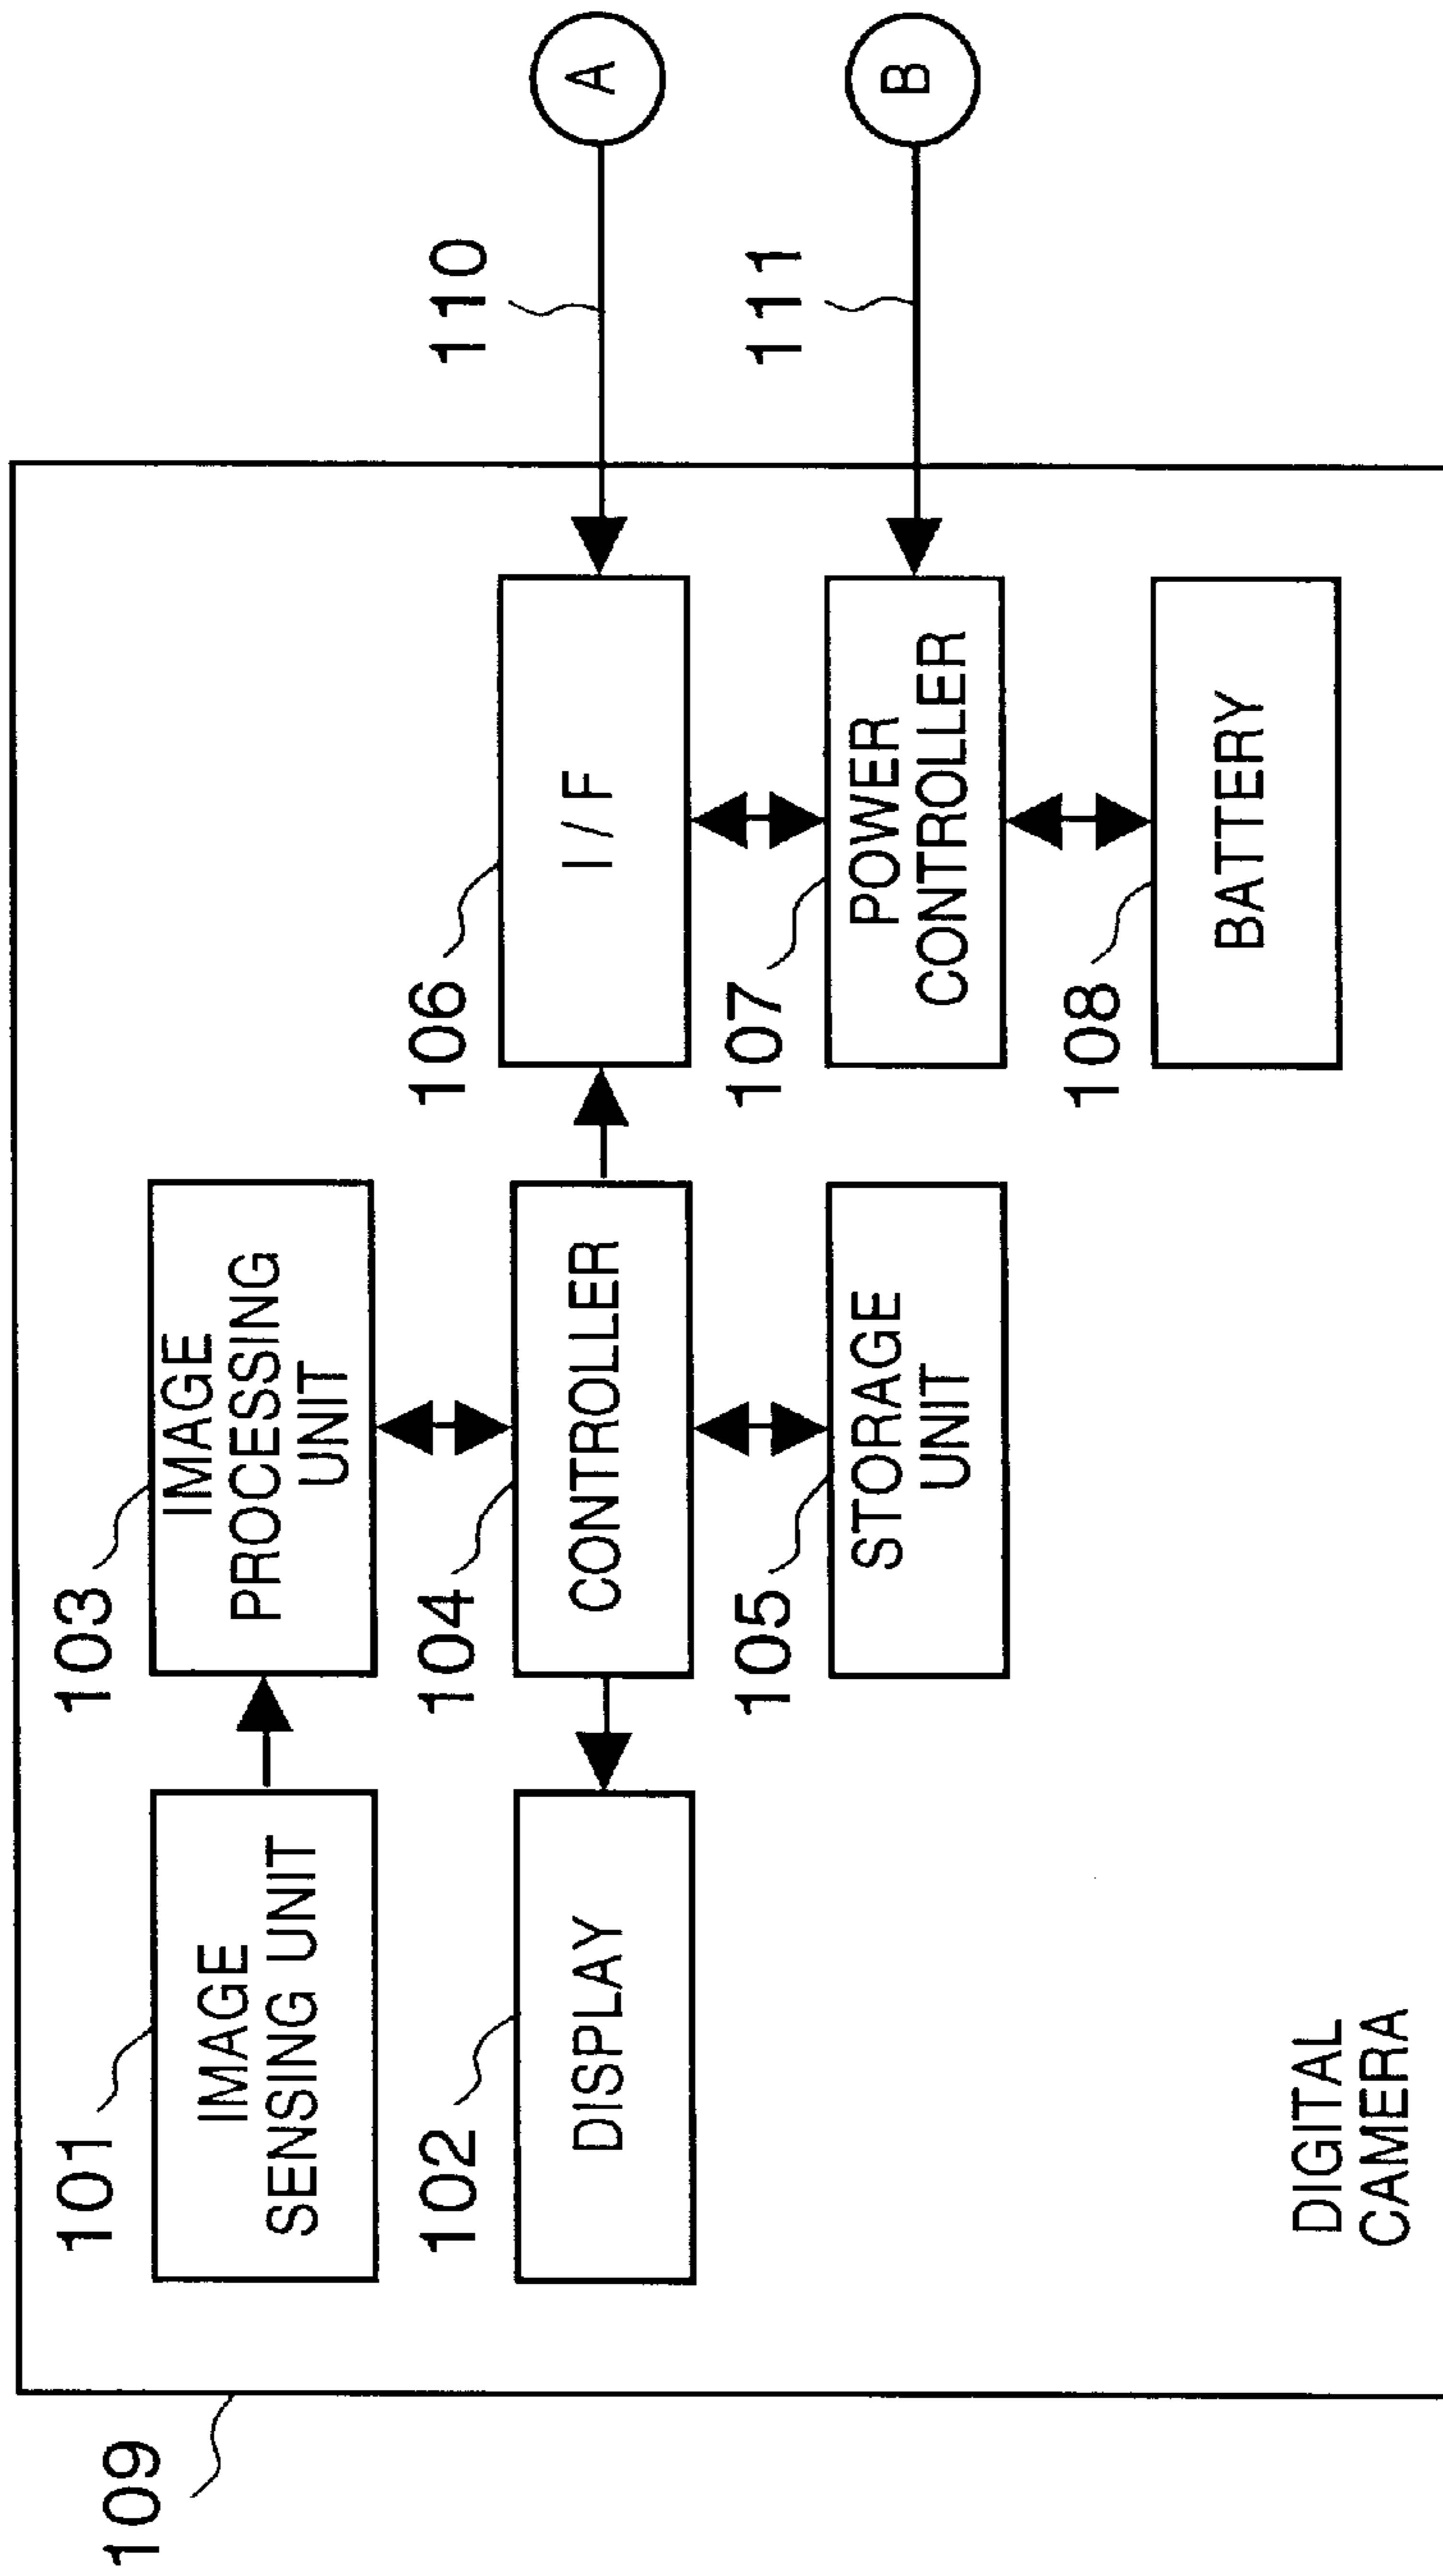 109
101
IMAGE
SENSING UNIT
103
IMAGE
PROCESSING
UNIT
102
DISPLAY
104
CONTROLLER
106
I/F
110
A
105
STORAGE
UNIT
107
POWER
CONTROLLER
111
B
108
BATTERY
DIGITAL
CAMERA